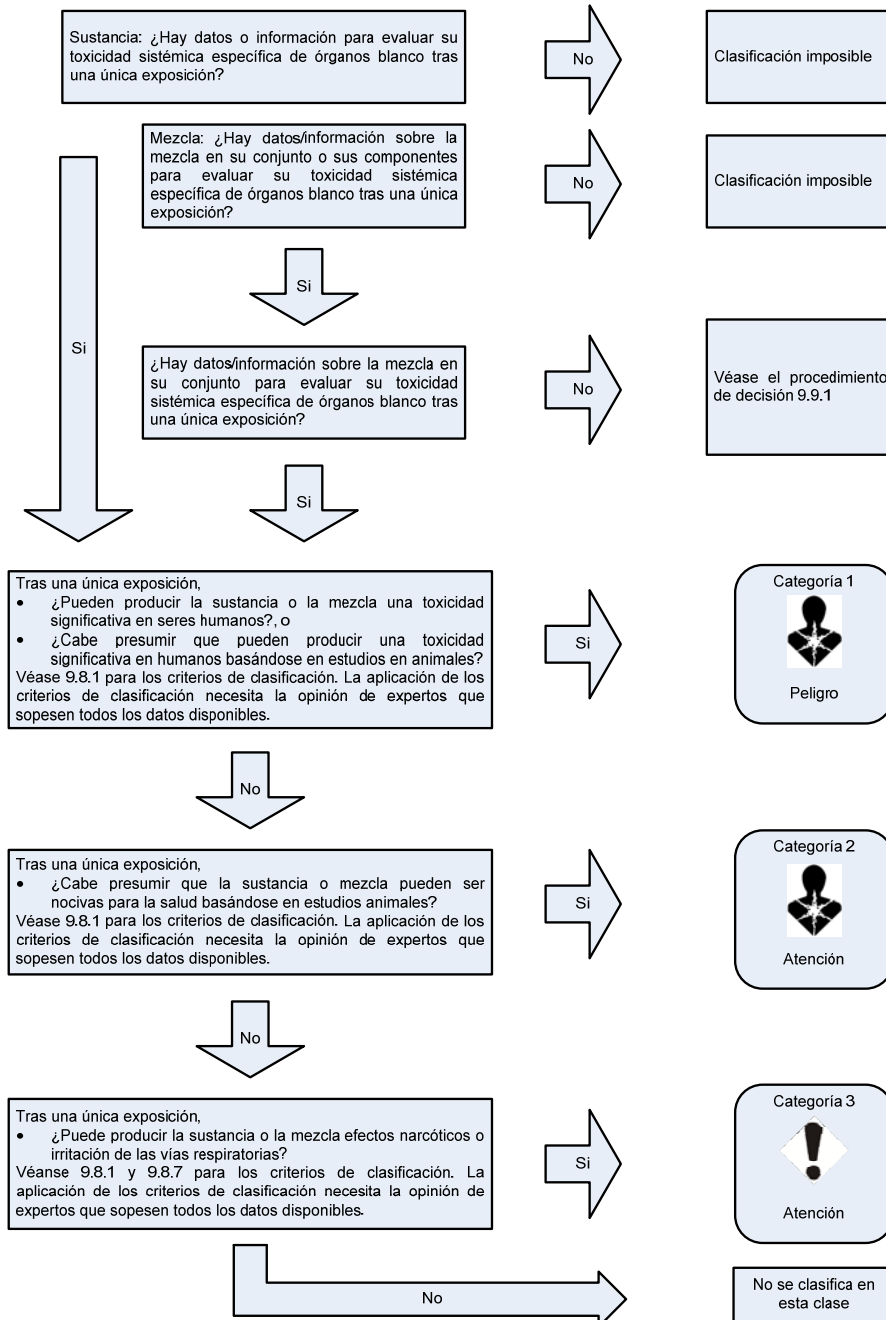 Sustancia: ¿Hay datos o información para evaluar su
toxicidad sistémica específica de órganos blanco tras
una única exposición?
No
Clasificación imposible
Mezcla: ¿Hay datos/información sobre la
mezcla en su conjunto o sus componentes
para evaluar su toxicidad sistémica
específica de órganos blanco tras una única
exposición?
No
Clasificación imposible
Si
Si
¿Hay datos/información sobre la mezcla en
su conjunto para evaluar su toxicidad
sistémica específica de órganos blanco tras
una única exposición?
No
Véase el procedimiento
de decisión 9.9.1
Si
Tras una única exposición,
• ¿Pueden producir la sustancia o la mezcla una toxicidad
significativa en seres humanos?, o
• ¿Cabe presumir que pueden producir una toxicidad
significativa en humanos basándose en estudios en animales?
Véase 9.8.1 para los criterios de clasificación. La aplicación de los
criterios de clasificación necesita la opinión de expertos que
sopesen todos los datos disponibles.
Si
Categoría 1
Peligro
No
Tras una única exposición,
• ¿Cabe presumir que la sustancia o mezcla pueden ser
nocivas para la salud basándose en estudios animales?
Véase 9.8.1 para los criterios de clasificación. La aplicación de los
criterios de clasificación necesita la opinión de expertos que
sopesen todos los datos disponibles.
Si
Categoría 2
Atención
No
Tras una única exposición,
• ¿Puede producir la sustancia o la mezcla efectos narcóticos o
irritación de las vías respiratorias?
Véanse 9.8.1 y 9.8.7 para los criterios de clasificación. La
aplicación de los criterios de clasificación necesita la opinión de
expertos que sopesen todos los datos disponibles.
Si
Categoría 3
Atención
No
No se clasifica en
esta clase